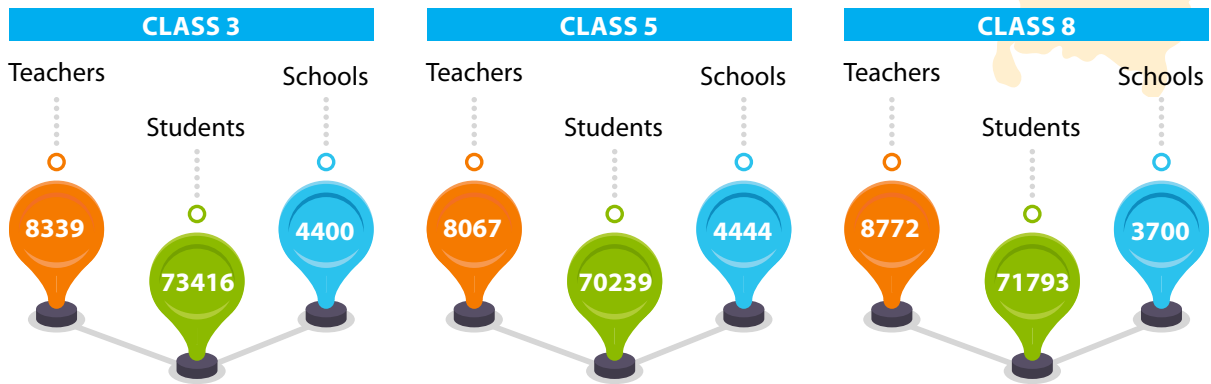 CLASS 3
Teachers
Schools
Students
8339
4400
73416
CLASS 5
Teachers
Schools
Students
8067
4444
70239
CLASS 8
Teachers
Schools
Students
8772
3700
71793